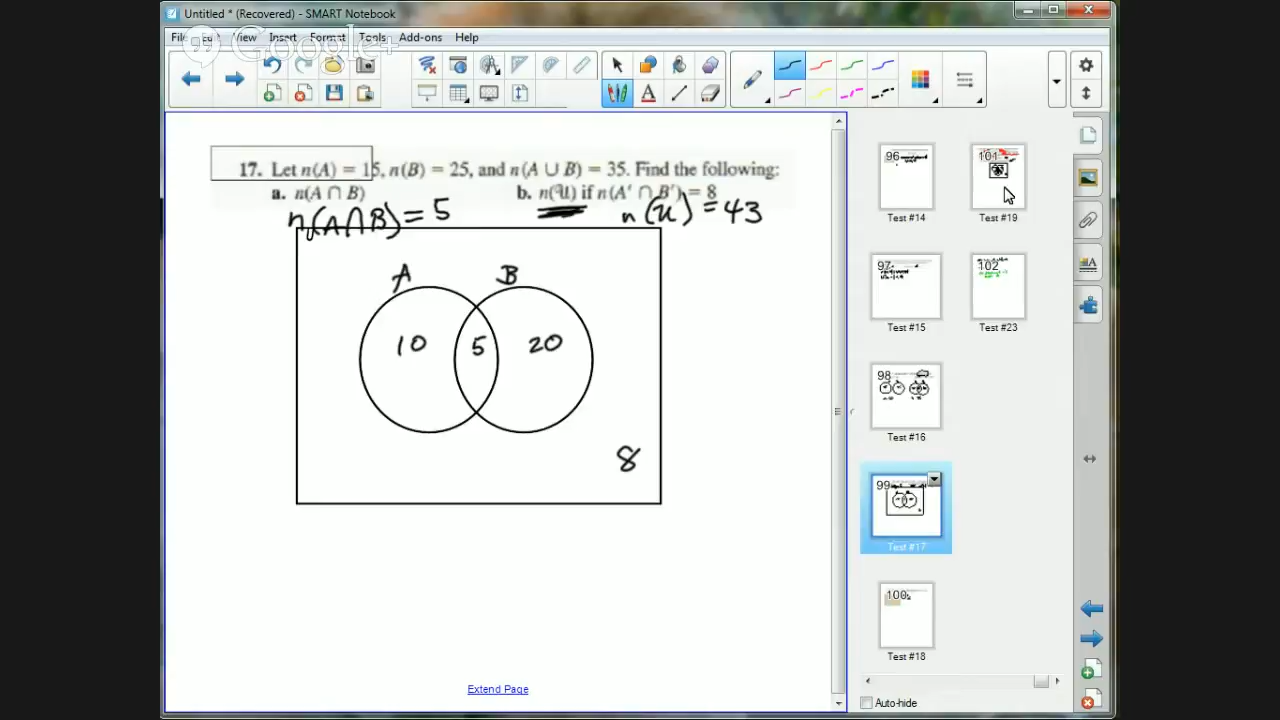 Untitled * (Recovered) - SMART Notebook
Google+
File Edit View Insert Format Tools Add-ons Help
17. Let n(A) = 15, n(B) = 25, and n(A ∪ B) = 35. Find the following:
a. n(A ∩ B) b. n(𝒰) if n(A′ ∩ B′) = 8
n(A∩B) = 5 n(U) = 43
A B
10 5 20
8
Extend Page
96 101
Test #14 Test #19
97 102
Test #15 Test #23
98
Test #16
99
Test #17
100
Test #18
Auto-hide